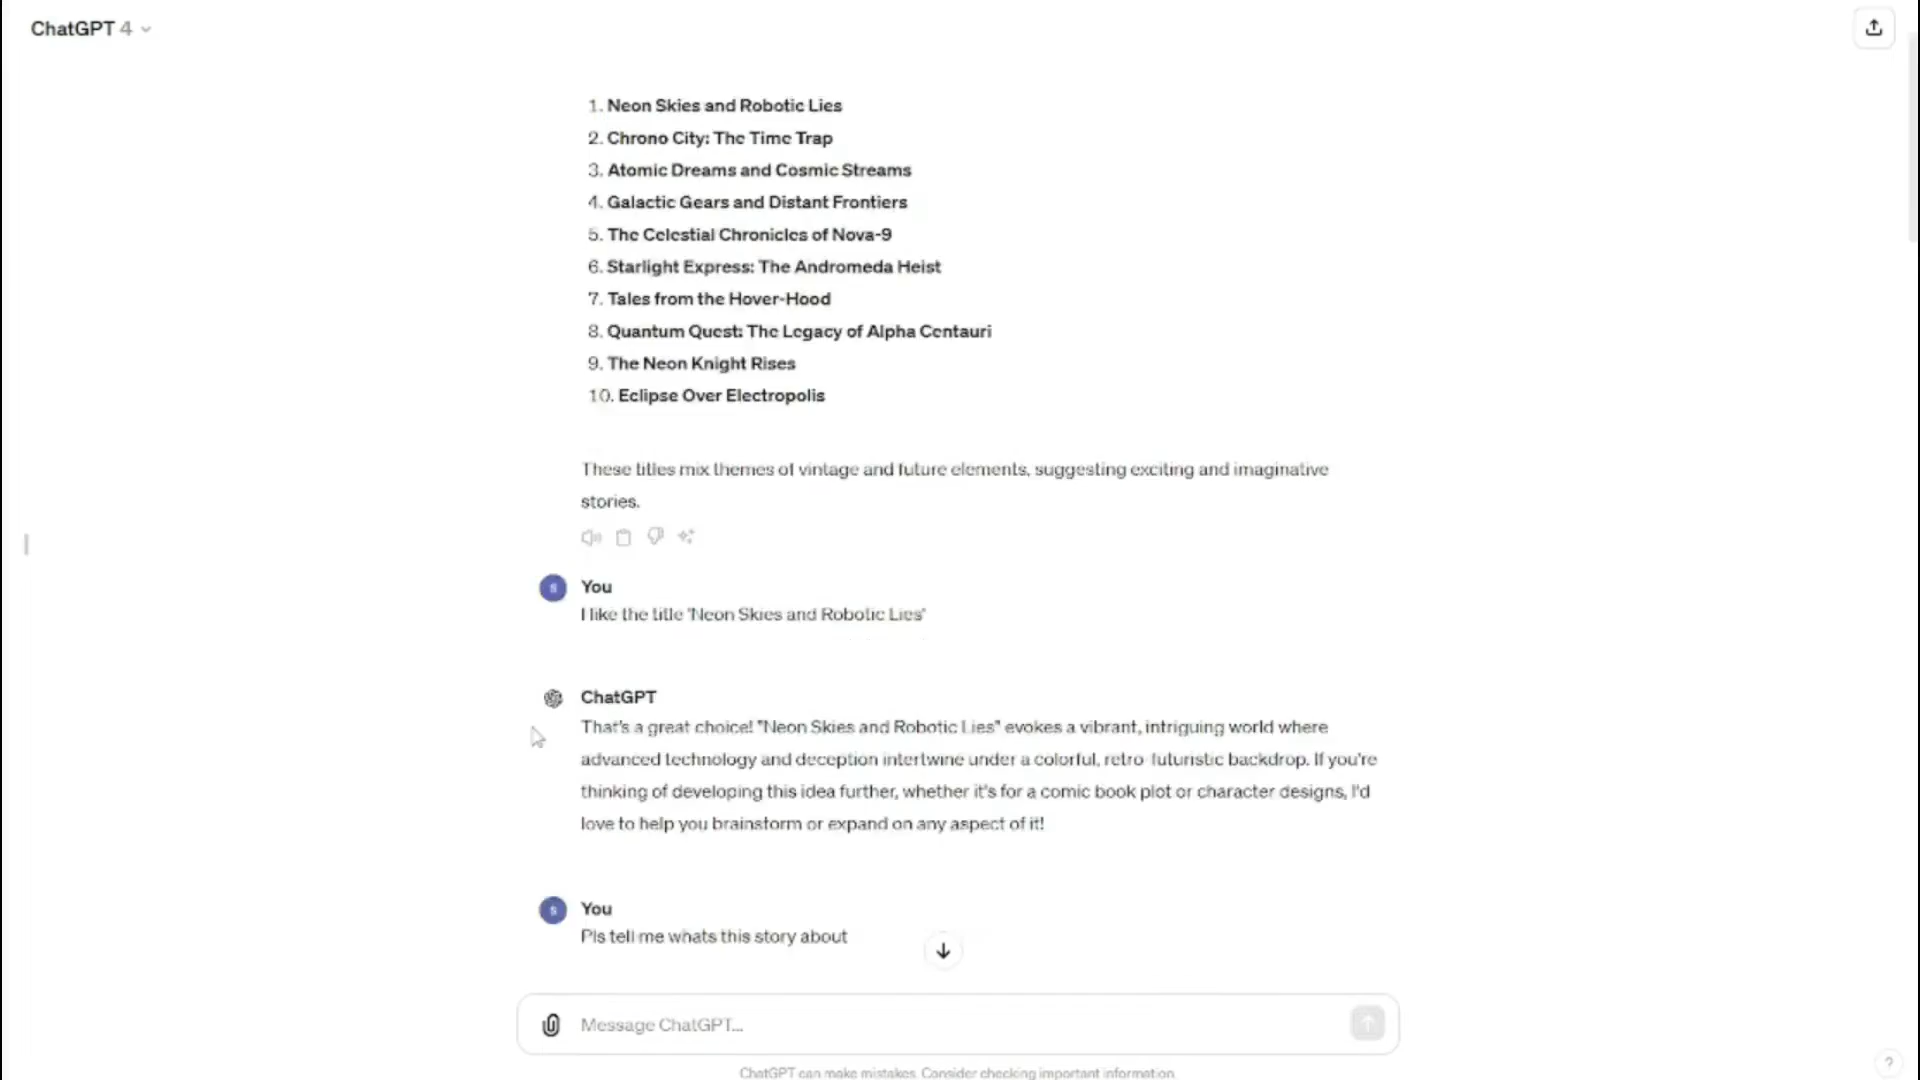 ChatGPT 4
1. Neon Skies and Robotic Lies
2. Chrono City: The Time Trap
3. Atomic Dreams and Cosmic Streams
4. Galactic Gears and Distant Frontiers
5. The Celestial Chronicles of Nova-9
6. Starlight Express: The Andromeda Heist
7. Tales from the Hover-Hood
8. Quantum Quest: The Legacy of Alpha Centauri
9. The Neon Knight Rises
10. Eclipse Over Electropolis
These titles mix themes of vintage and future elements, suggesting exciting and imaginative
stories.
S You
I like the title 'Neon Skies and Robotic Lies'
ChatGPT
That's a great choice! "Neon Skies and Robotic Lies" evokes a vibrant, intriguing world where
advanced technology and deception intertwine under a colorful, retro-futuristic backdrop. If you're
thinking of developing this idea further, whether it's for a comic book plot or character designs, I'd
love to help you brainstorm or expand on any aspect of it!
S You
Pls tell me whats this story about
Message ChatGPT...
ChatGPT can make mistakes. Consider checking important information.
?